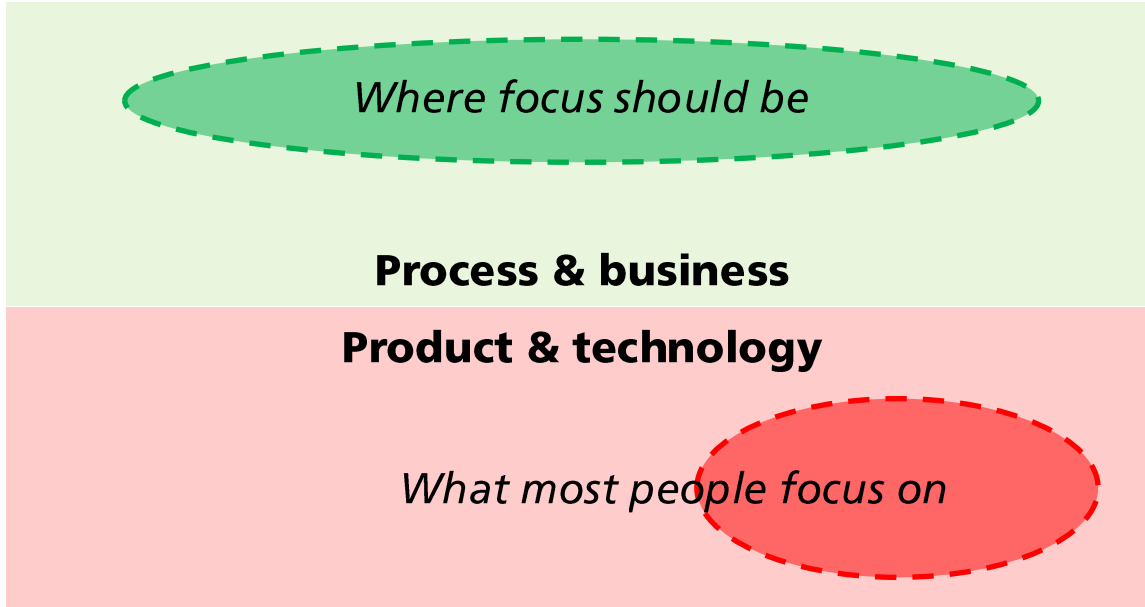 Where focus should be
Process & business
Product & technology
What most people focus on